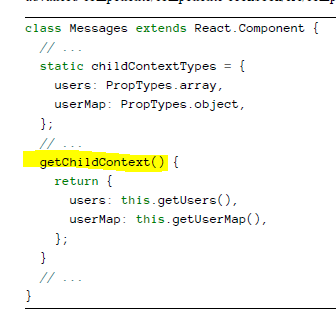 class Messages extends React.Component {
// ...
static childContextTypes = {
users: PropTypes.array,
userMap: PropTypes.object,
};
// ...
getChildContext() {
return {
users: this.getUsers(),
userMap: this.getUserMap(),
};
}
// ...
}